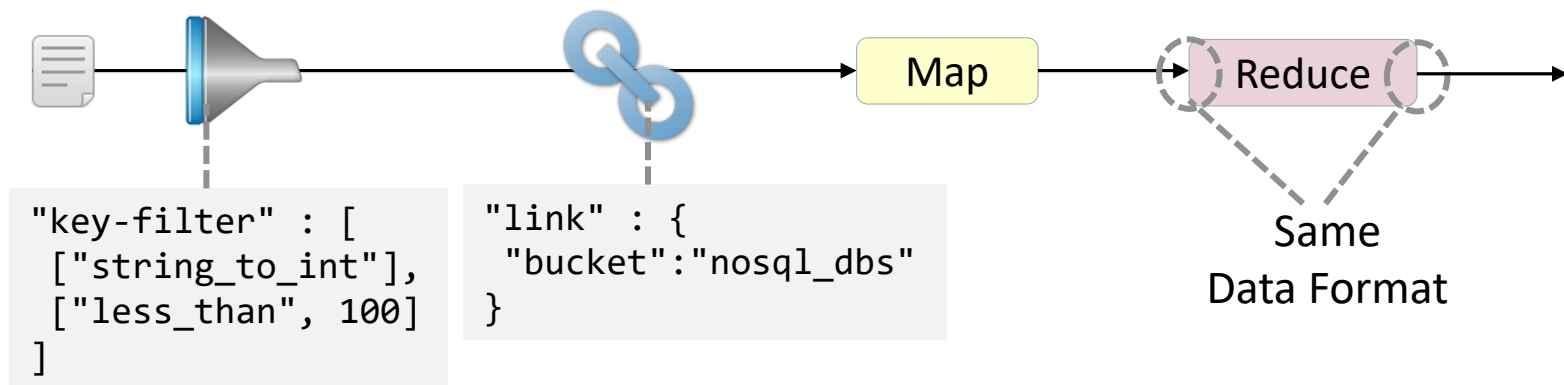 Map
Reduce
"key-filter" : [
["string_to_int"],
["less_than", 100]
]
"link" : {
"bucket":"nosql_dbs"
}
Same
Data Format